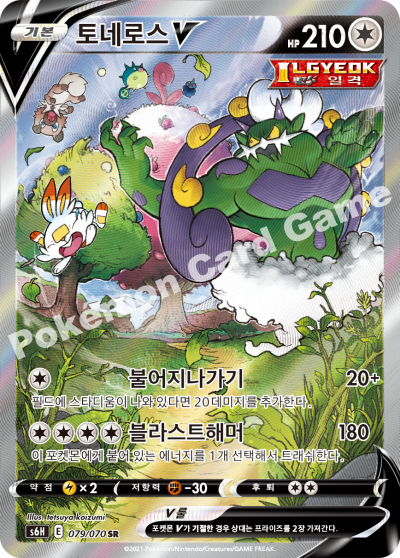 기본 토네로스V HP 210
ILGYEOK
일격
Pokémon Card Game
불어지나가기 20+
필드에 스타디움이 나와 있다면 20데미지를 추가한다.
블라스트해머 180
이 포켓몬에게 붙어 있는 에너지를 1개 선택해서 트래쉬한다.
약점 ×2 저항력 -30 후퇴
V룰
Illus. tetsuya koizumi
포켓몬V가 기절한 경우 상대는 프라이즈를 2장 가져간다.
s6H E 079/070 SR
©2021 Pokémon/Nintendo/Creatures/GAME FREAK.